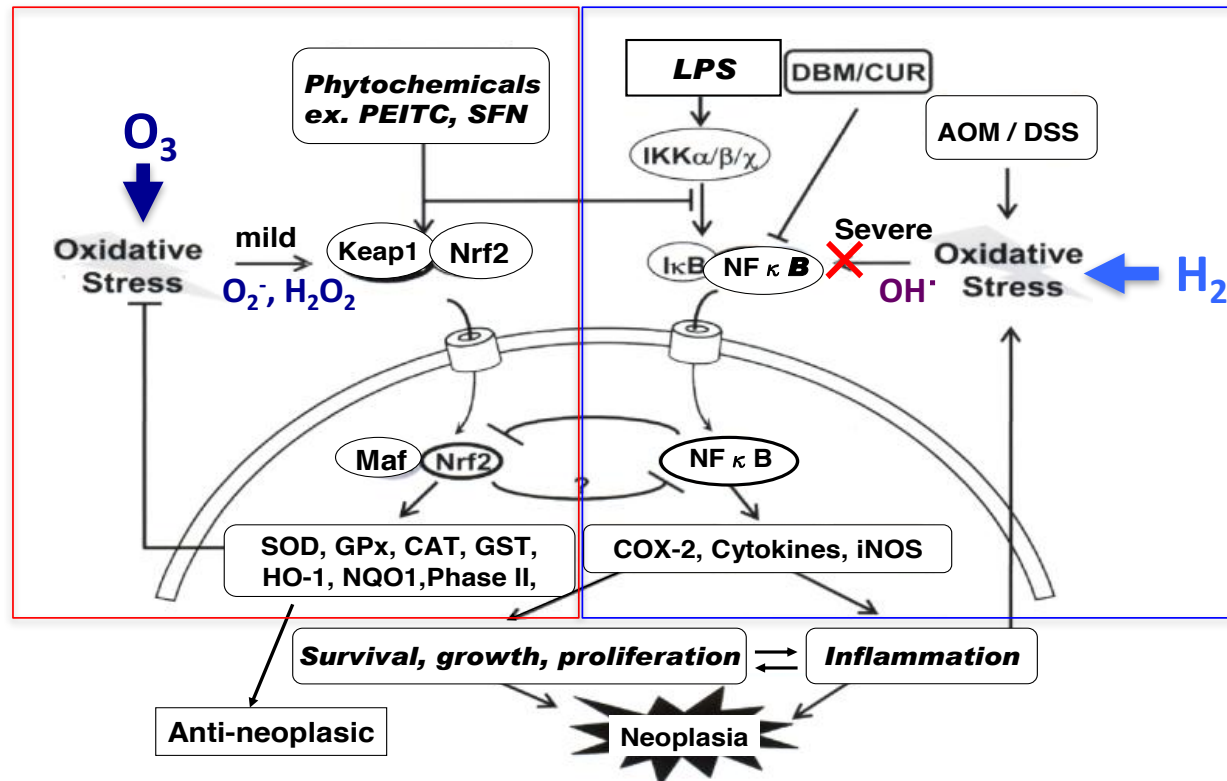 Phytochemicals
ex. PEITC, SFN
O₃
Oxidative
Stress
mild
O₂⁻, H₂O₂
Keap1
Nrf2
LPS
DBM/CUR
IKKα/β/χ
AOM / DSS
IκB
NF κ B
Severe
OH·
Oxidative
Stress
H₂
Maf
Nrf2
?
NF κ B
SOD, GPx, CAT, GST,
HO-1, NQO1,Phase II,
COX-2, Cytokines, iNOS
Survival, growth, proliferation
Inflammation
Anti-neoplasic
Neoplasia